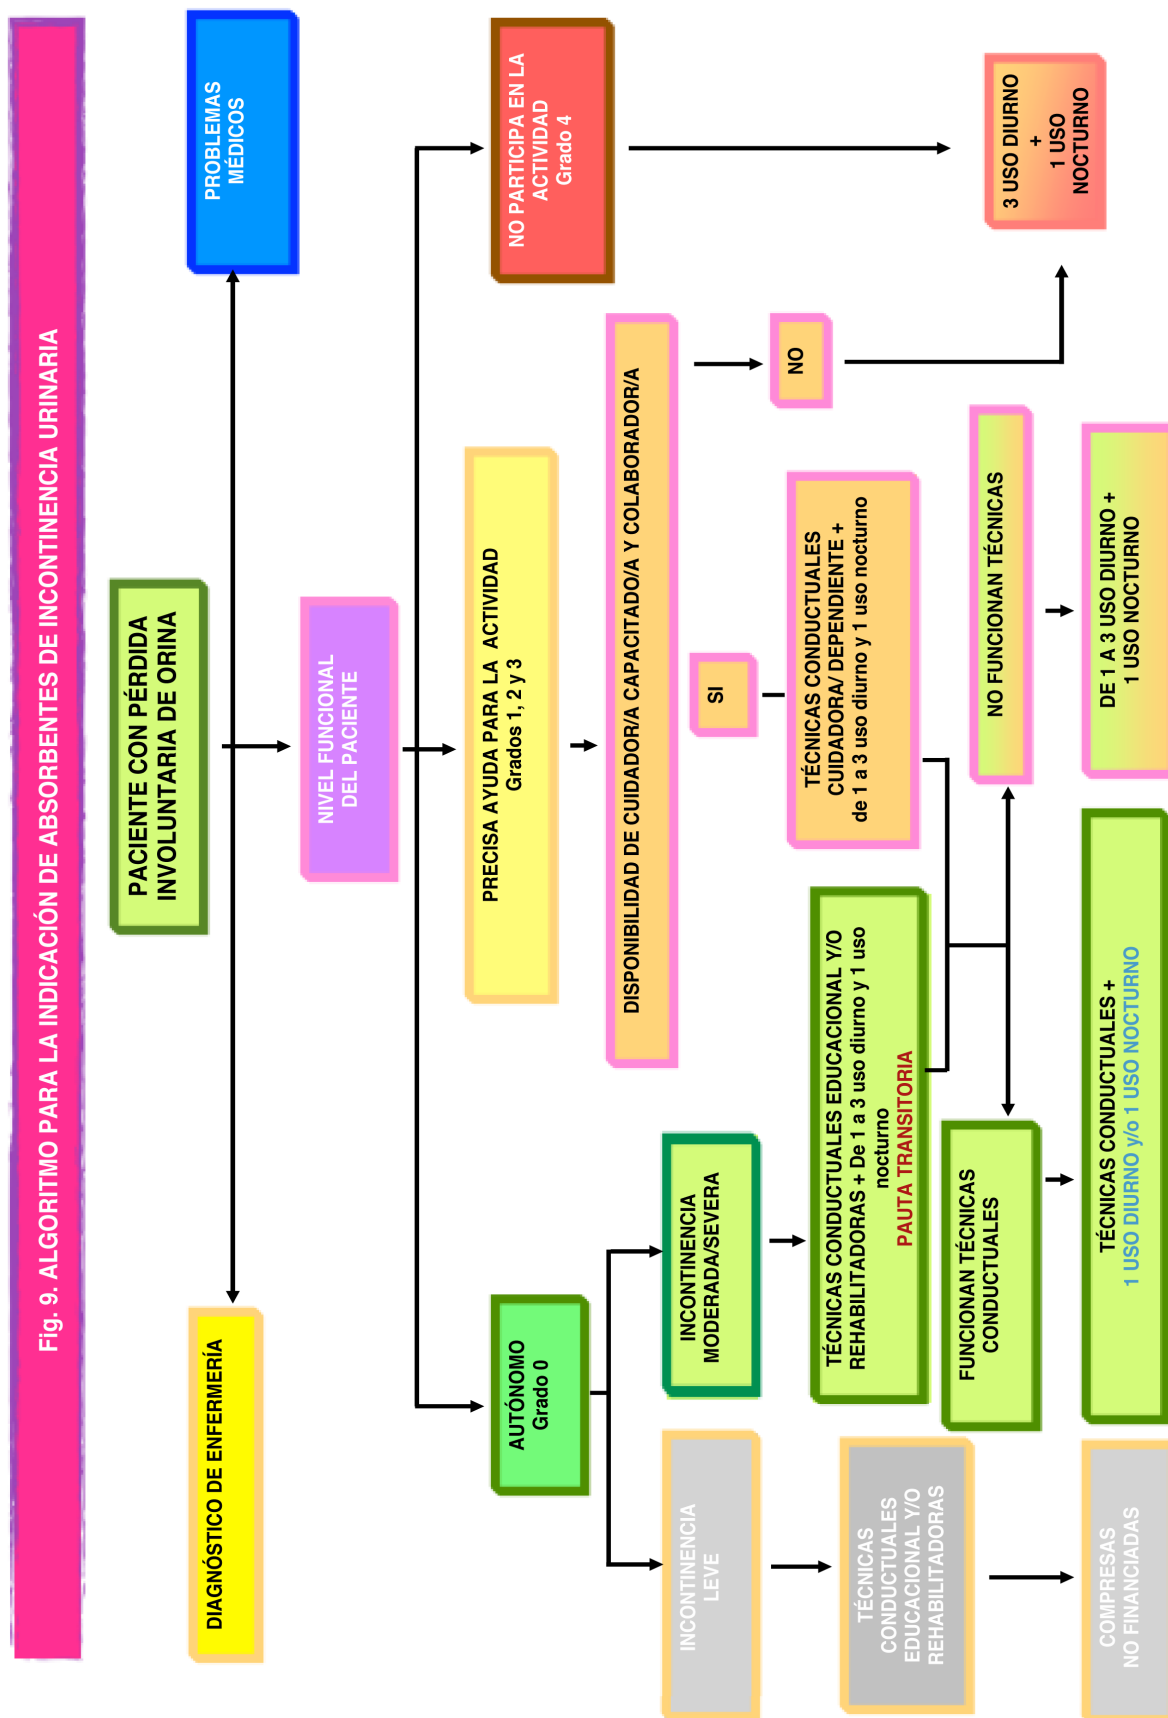 Fig. 9. ALGORITMO PARA LA INDICACIÓN DE ABSORBENTES DE INCONTINENCIA URINARIA
PACIENTE CON PÉRDIDA
INVOLUNTARIA DE ORINA
DIAGNÓSTICO DE ENFERMERÍA
PROBLEMAS
MÉDICOS
NIVEL FUNCIONAL
DEL PACIENTE
AUTÓNOMO
Grado 0
PRECISA AYUDA PARA LA ACTIVIDAD
Grados 1, 2 y 3
NO PARTICIPA EN LA
ACTIVIDAD
Grado 4
DISPONIBILIDAD DE CUIDADOR/A CAPACITADO/A Y COLABORADOR/A
INCONTINENCIA
LEVE
INCONTINENCIA
MODERADA/SEVERA
SI
NO
TÉCNICAS
CONDUCTUALES
EDUCACIONAL Y/O
REHABILITADORAS
TÉCNICAS CONDUCTUALES EDUCACIONAL Y/O
REHABILITADORAS + De 1 a 3 uso diurno y 1 uso
nocturno
PAUTA TRANSITORIA
TÉCNICAS CONDUCTUALES
CUIDADORA/ DEPENDIENTE +
de 1 a 3 uso diurno y 1 uso nocturno
FUNCIONAN TÉCNICAS
CONDUCTUALES
NO FUNCIONAN TÉCNICAS
COMPRESAS
NO FINANCIADAS
TÉCNICAS CONDUCTUALES +
1 USO DIURNO y/o 1 USO NOCTURNO
DE 1 A 3 USO DIURNO +
1 USO NOCTURNO
3 USO DIURNO
+
1 USO
NOCTURNO